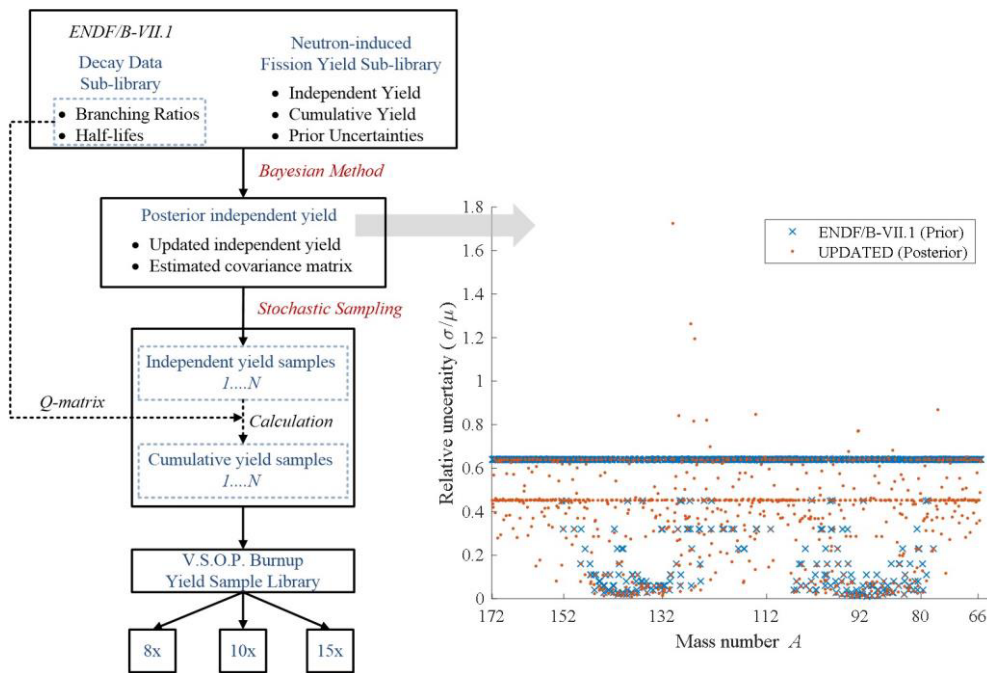 ENDF/B-VII.1
Decay Data
Sub-library
• Branching Ratios
• Half-lifes
Neutron-induced
Fission Yield Sub-library
• Independent Yield
• Cumulative Yield
• Prior Uncertainties
Bayesian Method
Posterior independent yield
• Updated independent yield
• Estimated covariance matrix
Stochastic Sampling
Independent yield samples
1....N
Q-matrix
Calculation
Cumulative yield samples
1....N
V.S.O.P. Burnup
Yield Sample Library
8x
10x
15x
ENDF/B-VII.1 (Prior)
UPDATED (Posterior)
Relative uncertaity (σ/μ)
1.8
1.6
1.4
1.2
1
0.8
0.6
0.4
0.2
0
172
152
132
112
92
80
66
Mass number A